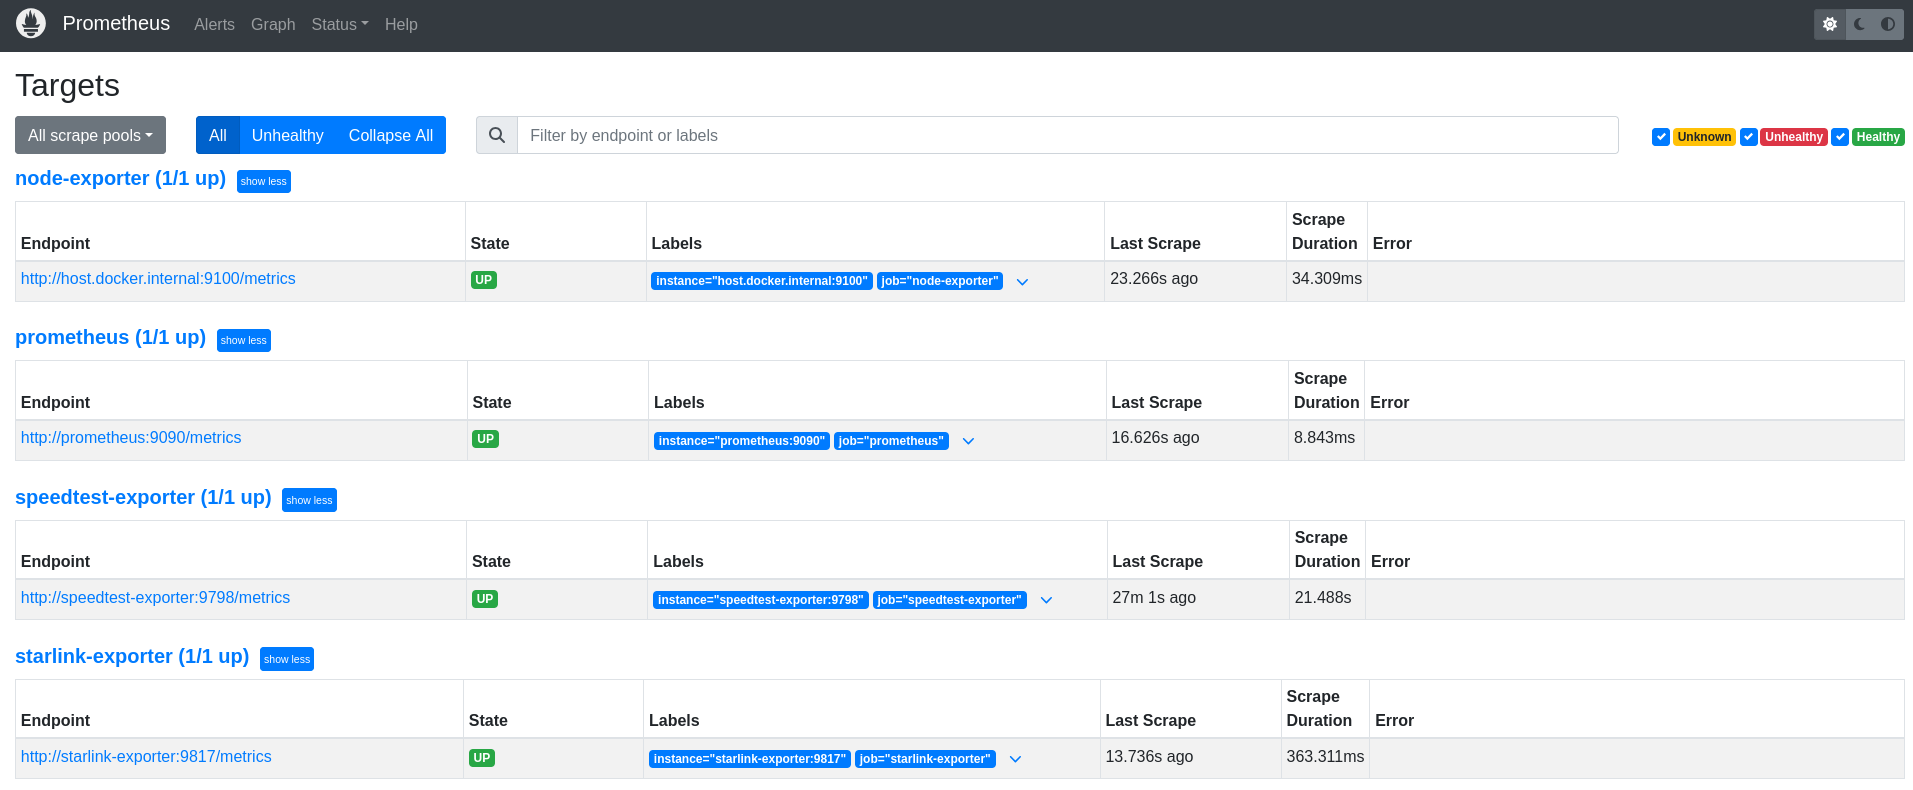 Prometheus Alerts Graph Status Help
Targets
All scrape pools All Unhealthy Collapse All Filter by endpoint or labels Unknown Unhealthy Healthy
node-exporter (1/1 up) show less
Endpoint State Labels Last Scrape Scrape Duration Error
http://host.docker.internal:9100/metrics UP instance="host.docker.internal:9100" job="node-exporter" 23.266s ago 34.309ms
prometheus (1/1 up) show less
Endpoint State Labels Last Scrape Scrape Duration Error
http://prometheus:9090/metrics UP instance="prometheus:9090" job="prometheus" 16.626s ago 8.843ms
speedtest-exporter (1/1 up) show less
Endpoint State Labels Last Scrape Scrape Duration Error
http://speedtest-exporter:9798/metrics UP instance="speedtest-exporter:9798" job="speedtest-exporter" 27m 1s ago 21.488s
starlink-exporter (1/1 up) show less
Endpoint State Labels Last Scrape Scrape Duration Error
http://starlink-exporter:9817/metrics UP instance="starlink-exporter:9817" job="starlink-exporter" 13.736s ago 363.311ms